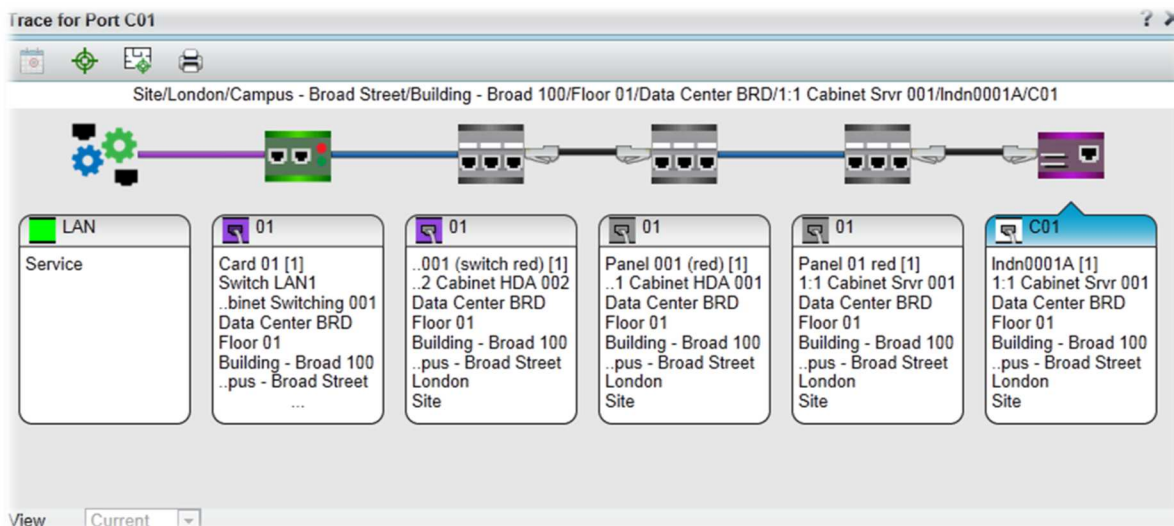 Trace for Port C01
?
Site/London/Campus - Broad Street/Building - Broad 100/Floor 01/Data Center BRD/1:1 Cabinet Srvr 001/Indn0001A/C01
LAN
Service
01
Card 01 [1]
Switch LAN1
..binet Switching 001
Data Center BRD
Floor 01
Building - Broad 100
..pus - Broad Street
...
01
..001 (switch red) [1]
..2 Cabinet HDA 002
Data Center BRD
Floor 01
Building - Broad 100
..pus - Broad Street
London
Site
01
Panel 001 (red) [1]
..1 Cabinet HDA 001
Data Center BRD
Floor 01
Building - Broad 100
..pus - Broad Street
London
Site
01
Panel 01 red [1]
1:1 Cabinet Srvr 001
Data Center BRD
Floor 01
Building - Broad 100
..pus - Broad Street
London
Site
C01
Indn0001A [1]
1:1 Cabinet Srvr 001
Data Center BRD
Floor 01
Building - Broad 100
..pus - Broad Street
London
Site
View Current